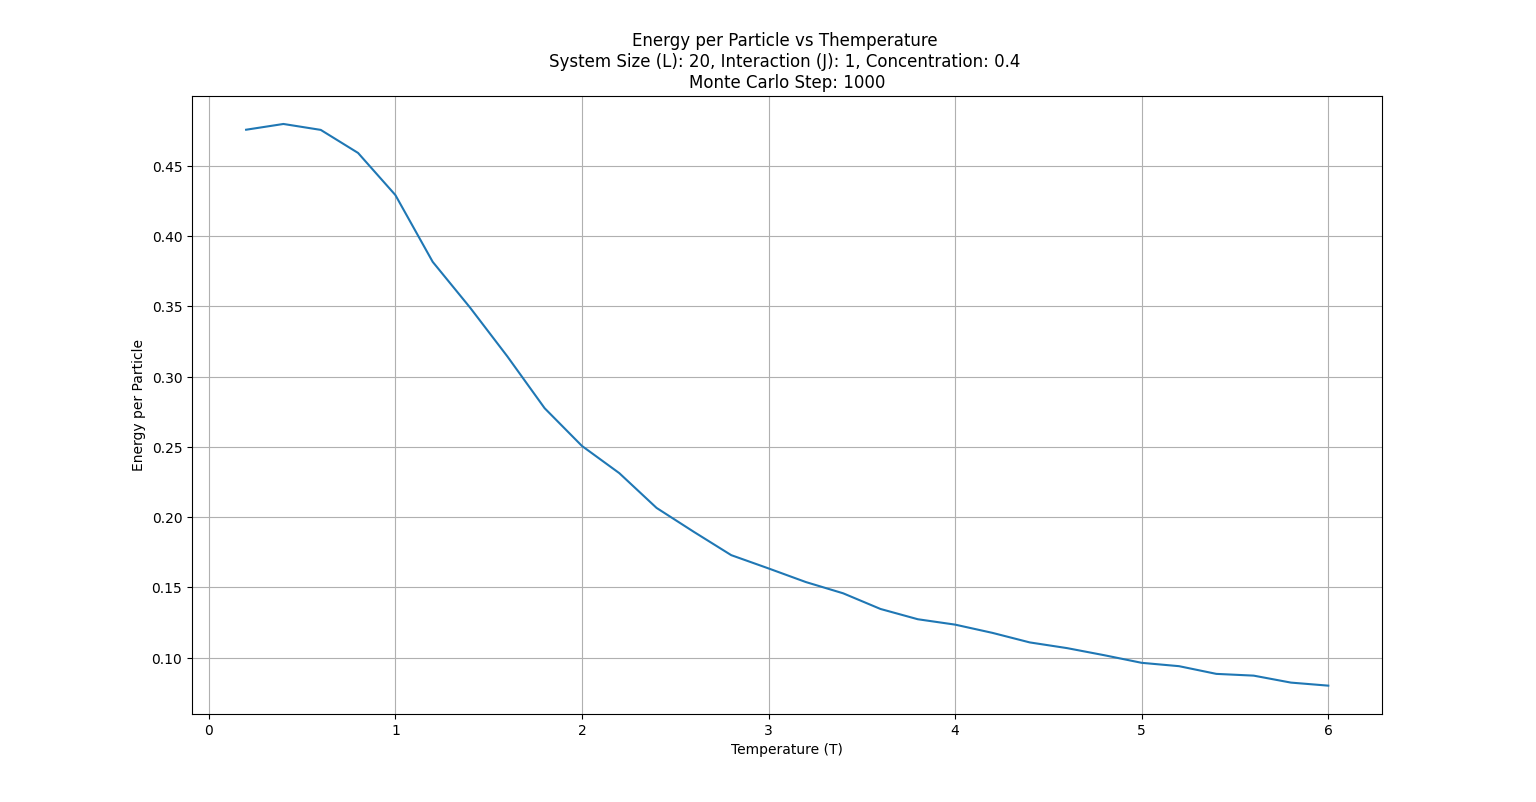 Energy per Particle vs Themperature
System Size (L): 20, Interaction (J): 1, Concentration: 0.4
Monte Carlo Step: 1000
Energy per Particle
0.45
0.40
0.35
0.30
0.25
0.20
0.15
0.10
0 1 2 3 4 5 6
Temperature (T)